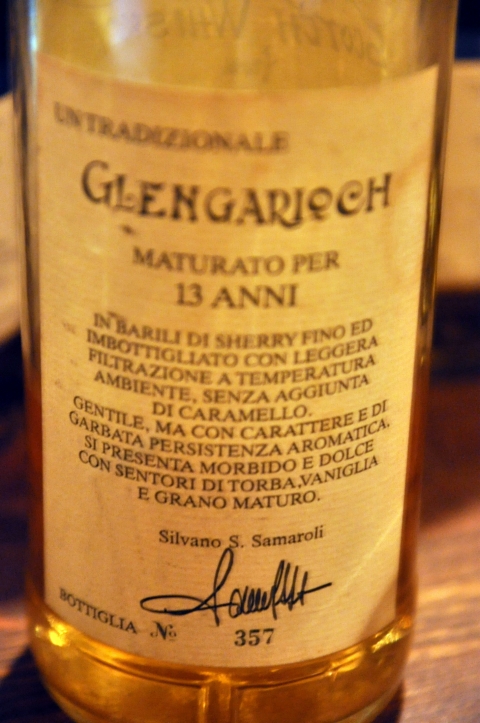 UN TRADIZIONALE
GLENGARIOCH
MATURATO PER
13 ANNI
IN BARILI DI SHERRY FINO ED
IMBOTTIGLIATO CON LEGGERA
FILTRAZIONE A TEMPERATURA
AMBIENTE, SENZA AGGIUNTA
DI CARAMELLO.
GENTILE, MA CON CARATTERE E DI
GARBATA PERSISTENZA AROMATICA,
SI PRESENTA MORBIDO E DOLCE
CON SENTORI DI TORBA, VANIGLIA
E GRANO MATURO.
Silvano S. Samaroli
BOTTIGLIA No 357